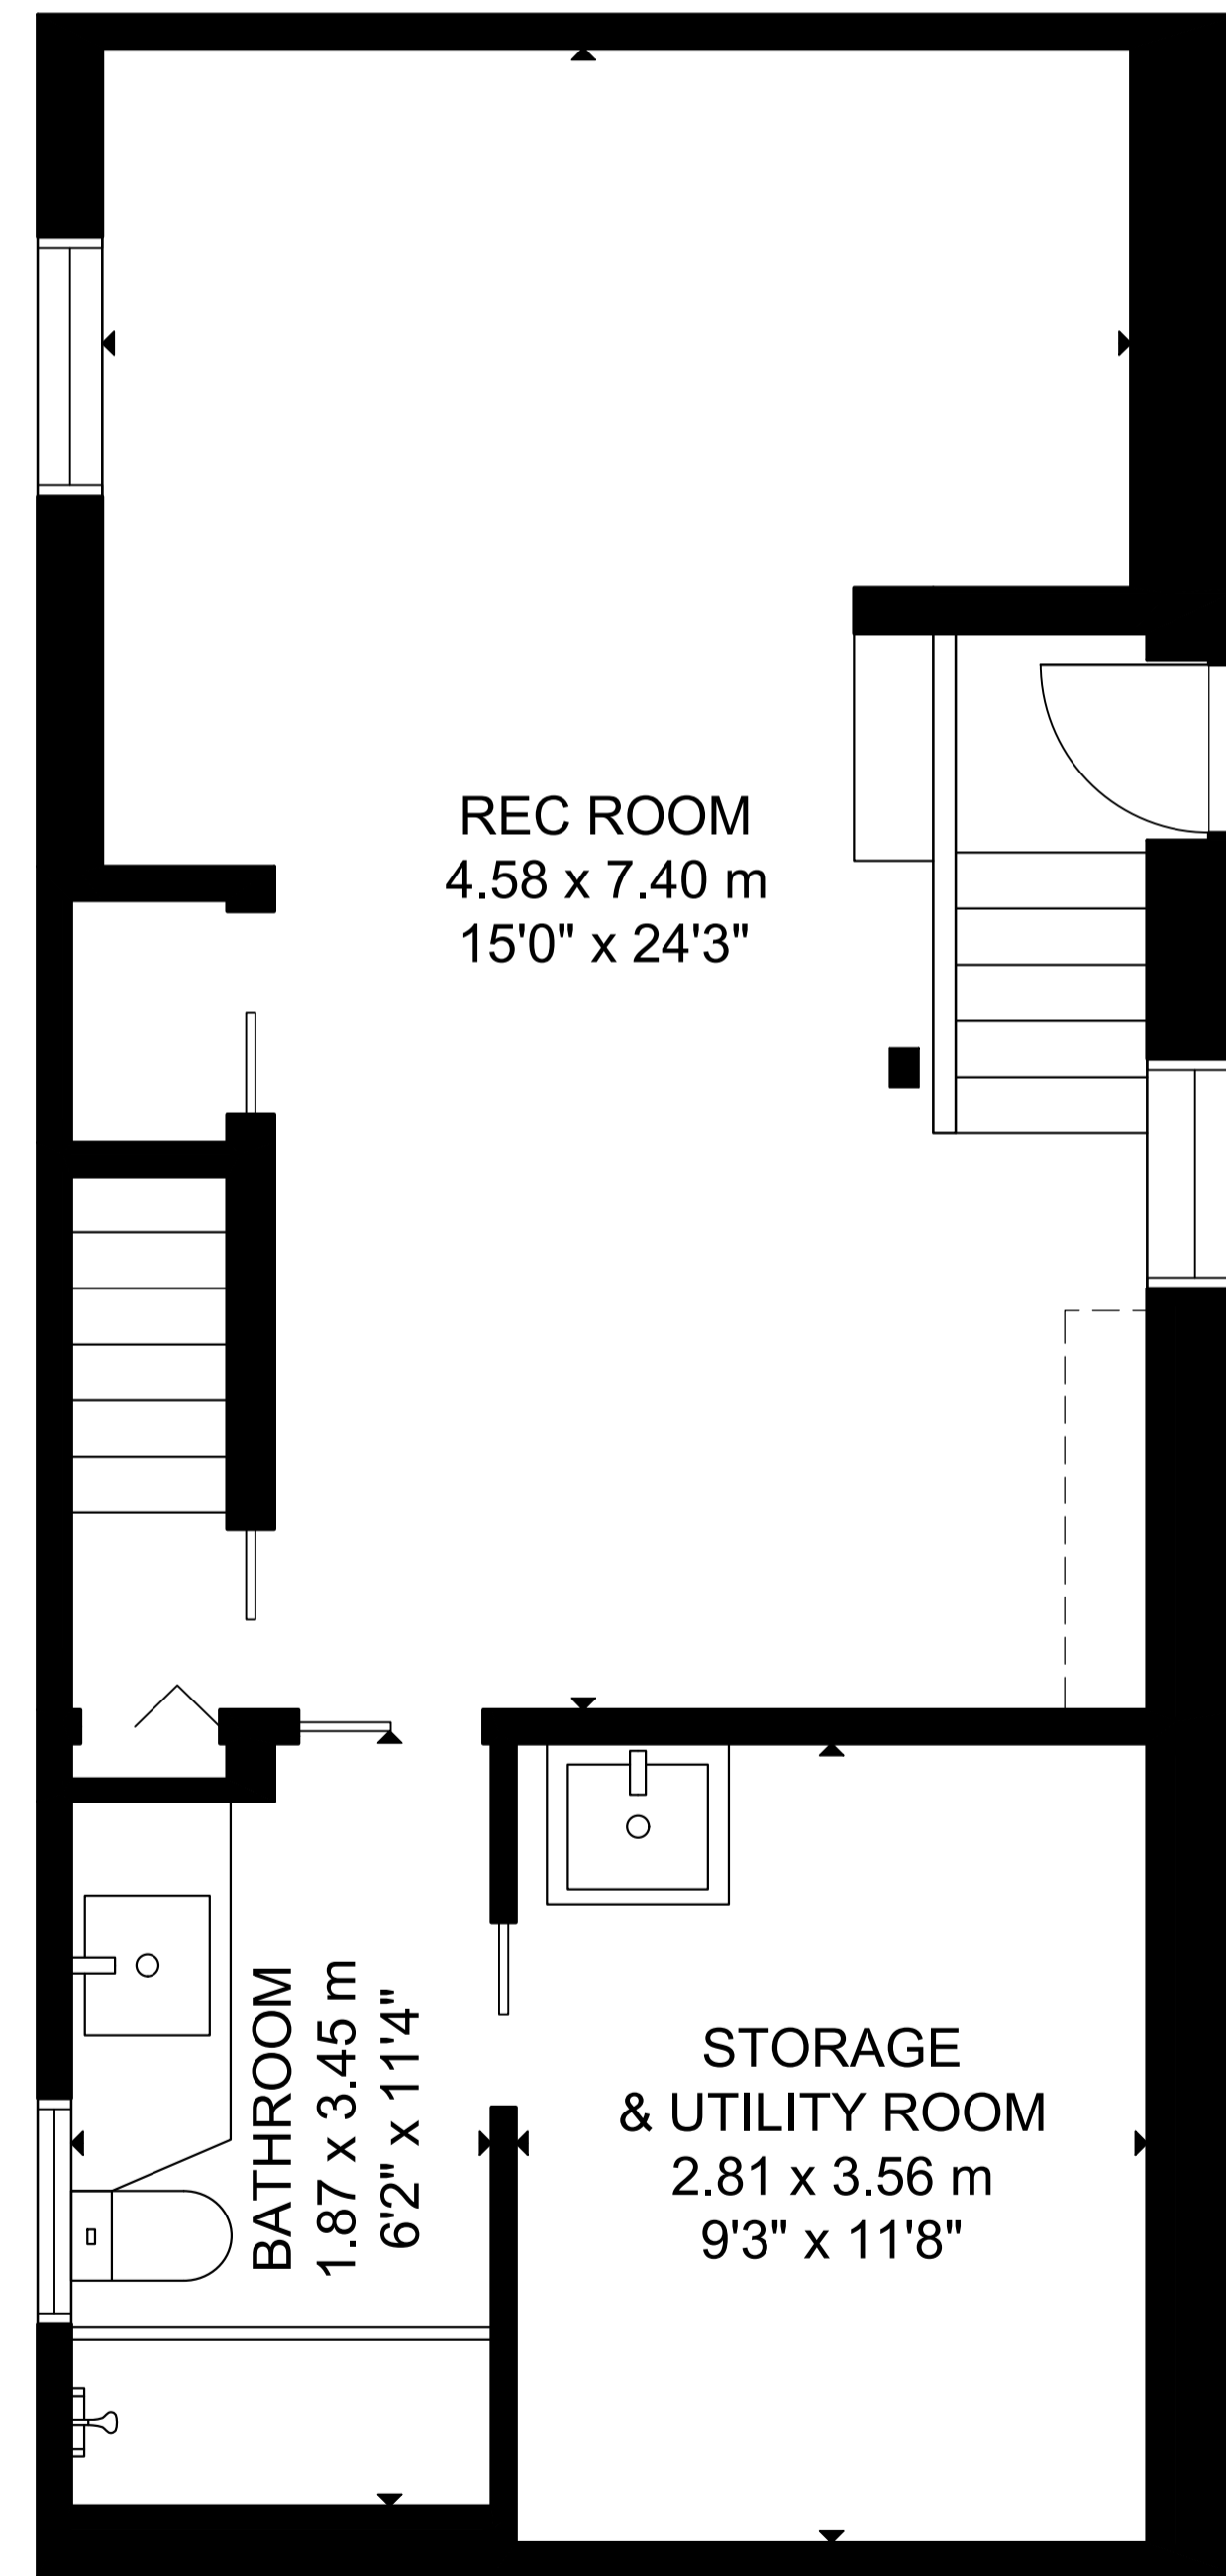 REC ROOM
4.58 x 7.40 m
15'0" x 24'3"
BATHROOM
1.87 x 3.45 m
6'2" x 11'4"
STORAGE
& UTILITY ROOM
2.81 x 3.56 m
9'3" x 11'8"